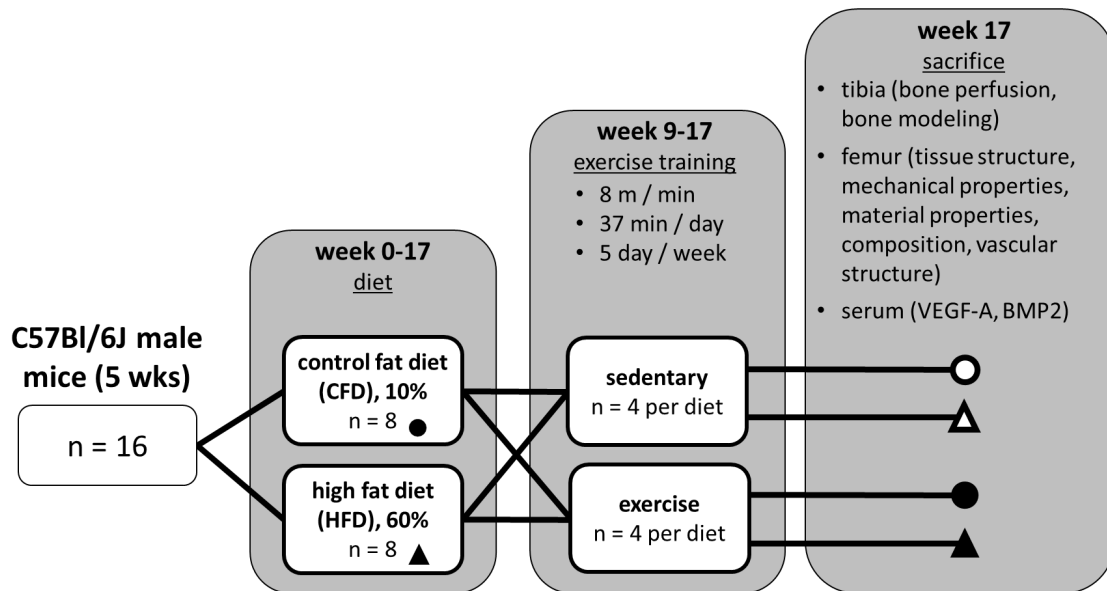 C57Bl/6J male
mice (5 wks)
n = 16
week 0-17
diet
control fat diet
(CFD), 10%
n = 8
high fat diet
(HFD), 60%
n = 8
week 9-17
exercise training
• 8 m / min
• 37 min / day
• 5 day / week
sedentary
n = 4 per diet
exercise
n = 4 per diet
week 17
sacrifice
• tibia (bone perfusion,
bone modeling)
• femur (tissue structure,
mechanical properties,
material properties,
composition, vascular
structure)
• serum (VEGF-A, BMP2)